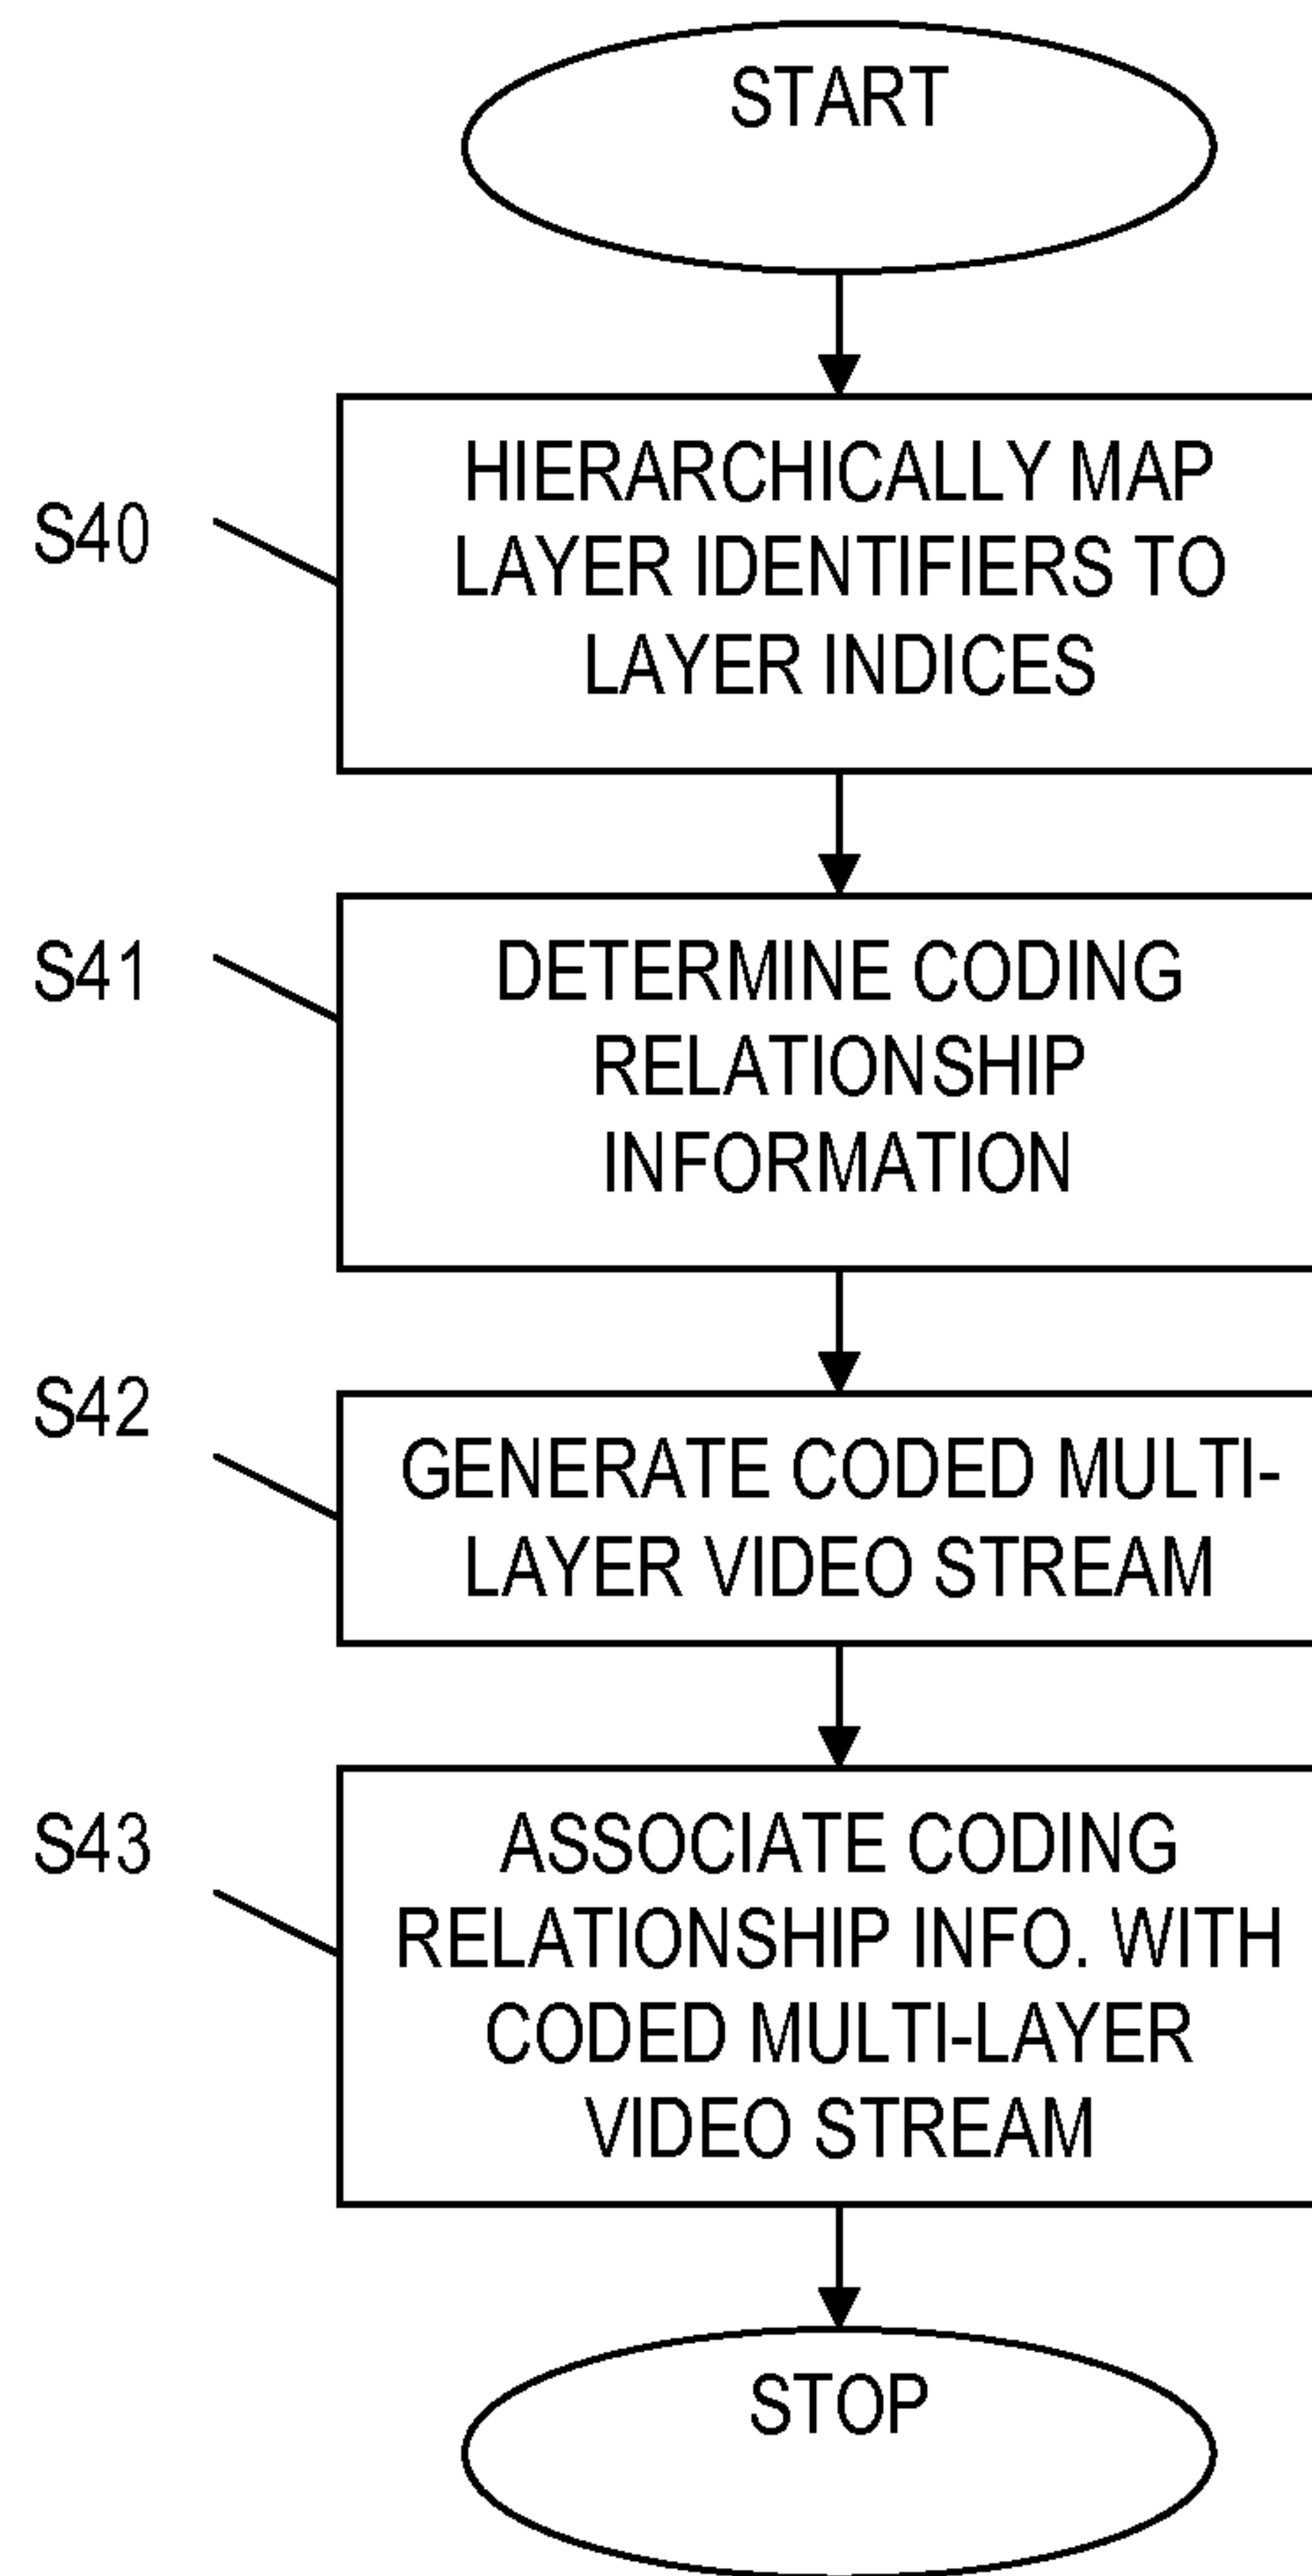 START
S40
HIERARCHICALLY MAP
LAYER IDENTIFIERS TO
LAYER INDICES
S41
DETERMINE CODING
RELATIONSHIP
INFORMATION
S42
GENERATE CODED MULTI-
LAYER VIDEO STREAM
S43
ASSOCIATE CODING
RELATIONSHIP INFO. WITH
CODED MULTI-LAYER
VIDEO STREAM
STOP